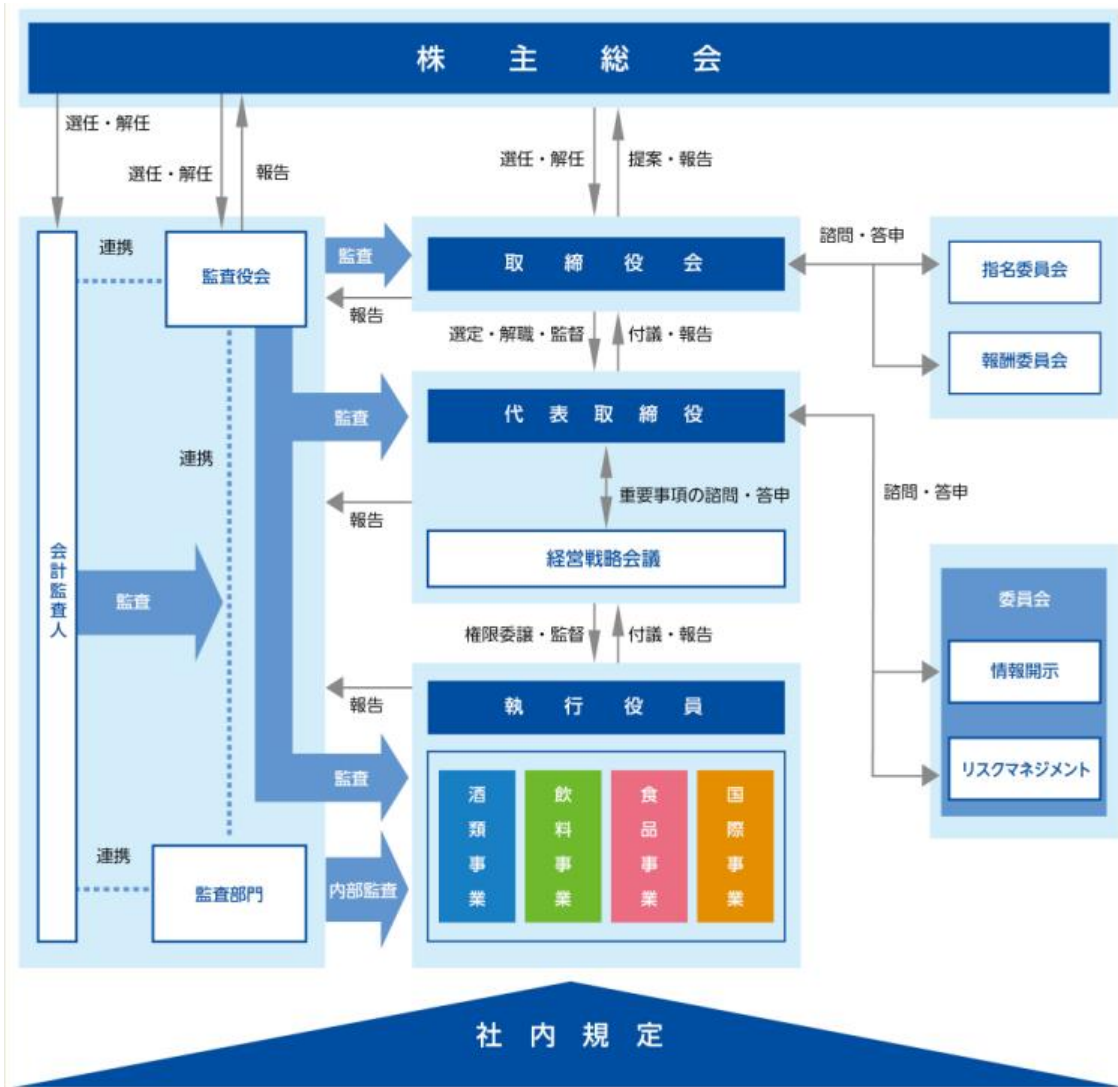 株主総会
選任・解任
選任・解任
報告
選任・解任
提案・報告
連携
監査役会
監査
取締役会
諮問・答申
指名委員会
報告
選定・解職・監督
付議・報告
報酬委員会
監査
代表取締役
連携
重要事項の諮問・答申
諮問・答申
報告
経営戦略会議
会計監査人
監査
委員会
権限委譲・監督
付議・報告
情報開示
報告
執行役員
監査
リスクマネジメント
酒類事業
飲料事業
食品事業
国際事業
連携
監査部門
内部監査
社内規定